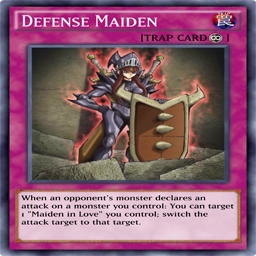 Defense Maiden
[Trap Card ∞]
When an opponent's monster declares an
attack on a monster you control: You can target
1 "Maiden in Love" you control; switch the
attack target to that target.